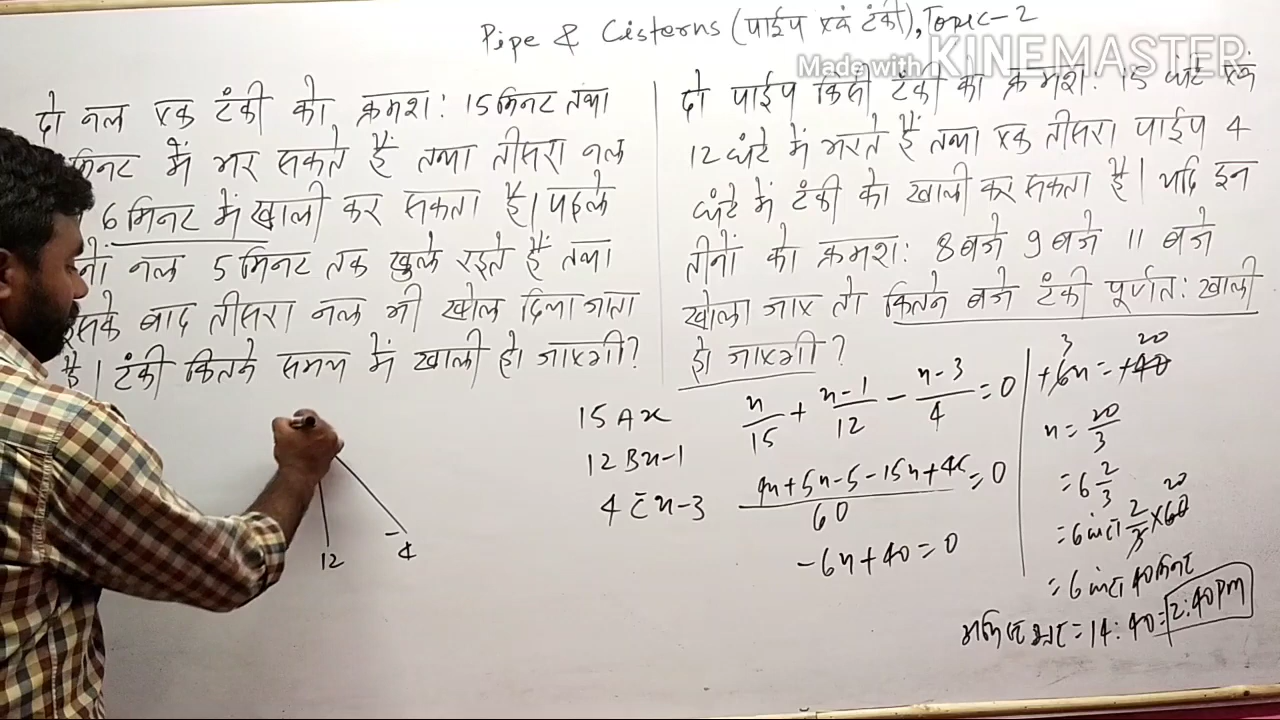 Pipe & Cisterns (पाईप एवं टंकी), Topic-2
Made with KINEMASTER
दो नल एक टंकी को क्रमश: 15 मिनट तथा
मिनट में भर सकते हैं तथा तीसरा नल
6 मिनट में खाली कर सकता है। पहले
नल 5 मिनट तक खुले रहते हैं तथा
इसके बाद तीसरा नल भी खोल दिया जाता
है। टंकी कितने समय में खाली हो जाएगी?
12
-4
दो पाईप किसी टंकी को क्रमश: 15 घंटे एवं
12 घंटे में भरते हैं तथा एक तीसरा पाईप 4
घंटे में टंकी को खाली कर सकता है। यदि इन
तीनों को क्रमश: 8 बजे 9 बजे 11 बजे
खोला जाए तो कितने बजे टंकी पूर्णत: खाली
हो जाएगी?
15 A x
12 B x-1
4 C̄ x-3
x/15 + x-1/12 - x-3/4 = 0
4x+5x-5-15x+45/60 = 0
-6x+40=0
+6x=+40
3 20
x = 20/3
= 6 2/3
= 6 घंटा 2/3×60 20
= 6 घंटा 40 मिनट
= 14:40 = 2:40 pm